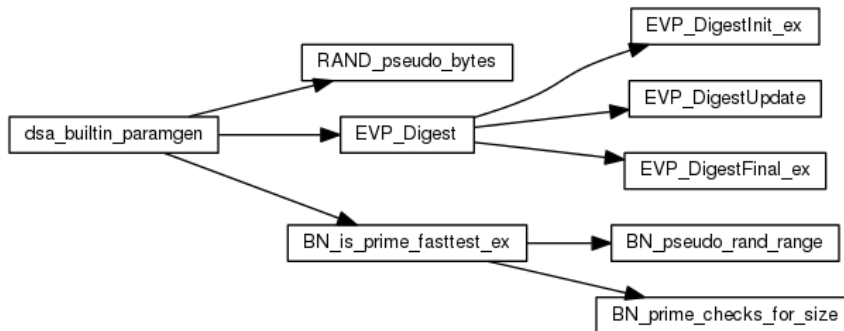 EVP_DigestInit_ex
RAND_pseudo_bytes
EVP_DigestUpdate
dsa_builtin_paramgen
EVP_Digest
EVP_DigestFinal_ex
BN_is_prime_fasttest_ex
BN_pseudo_rand_range
BN_prime_checks_for_size